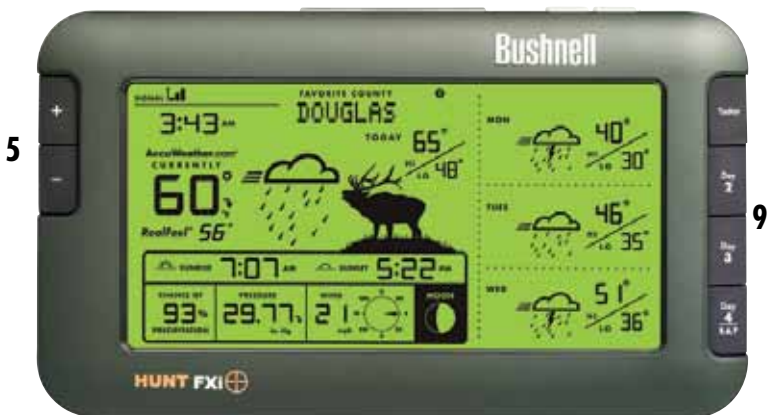 Bushnell
SIGNAL
FAVORITE COUNTY
DOUGLAS
3:43 AM
TODAY 65°
HI
LO 48°
AccuWeather.com
CURRENTLY
60°
RealFeel® 56°
SUNRISE 7:07 AM SUNSET 5:22 PM
CHANCE OF
93%
PRECIPITATION
PRESSURE
29.77
in. Hg
WIND
21
mph
MOON
MON 40°
HI
LO 30°
TUES 46°
HI
LO 35°
WED 51°
HI
LO 36°
+
-
5
Today
Day
2
Day
3
Day
4
9
HUNT FXi